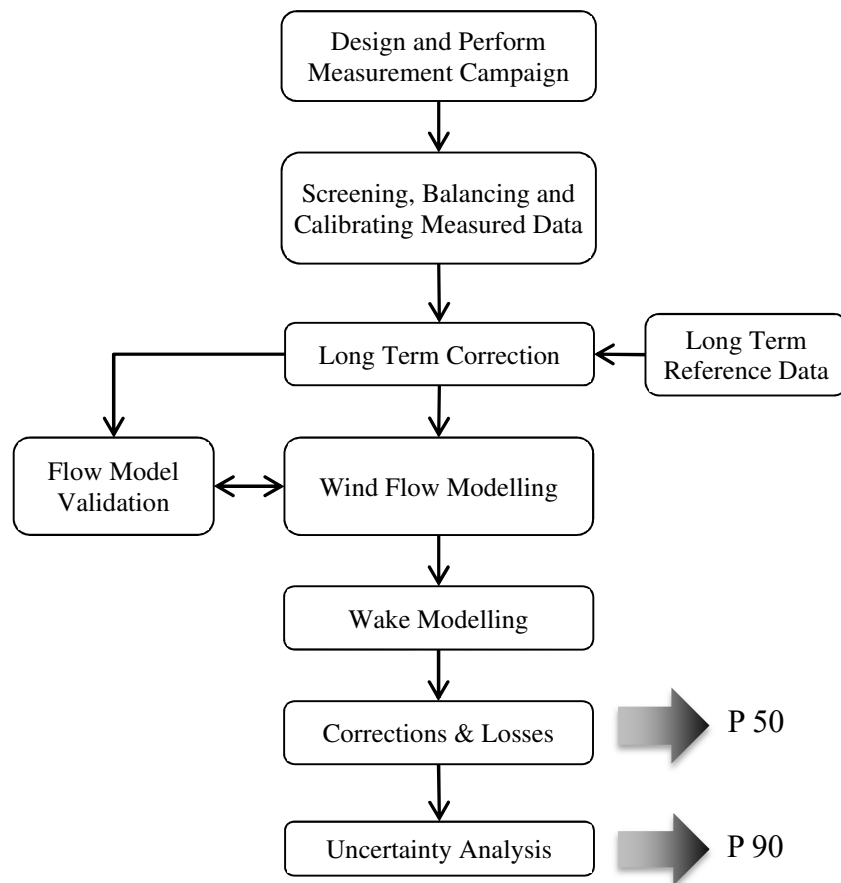 Design and Perform
Measurement Campaign
Screening, Balancing and
Calibrating Measured Data
Long Term Correction
Long Term
Reference Data
Flow Model
Validation
Wind Flow Modelling
Wake Modelling
Corrections & Losses
P 50
Uncertainty Analysis
P 90